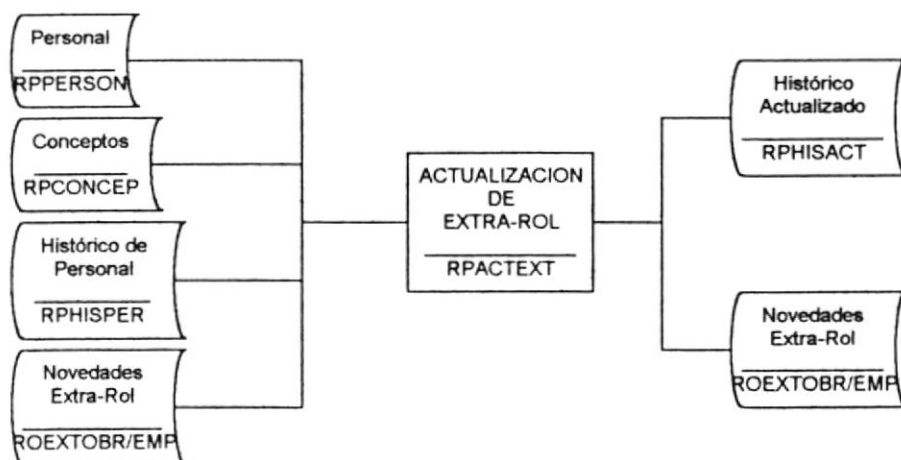 Personal
RPPERSON
Conceptos
RPCONCEP
Histórico de
Personal
RPHISPER
Novedades
Extra-Rol
ROEXTOBR/EMP
ACTUALIZACION
DE
EXTRA-ROL
RPACTEXT
Histórico
Actualizado
RPHISACT
Novedades
Extra-Rol
ROEXTOBR/EMP